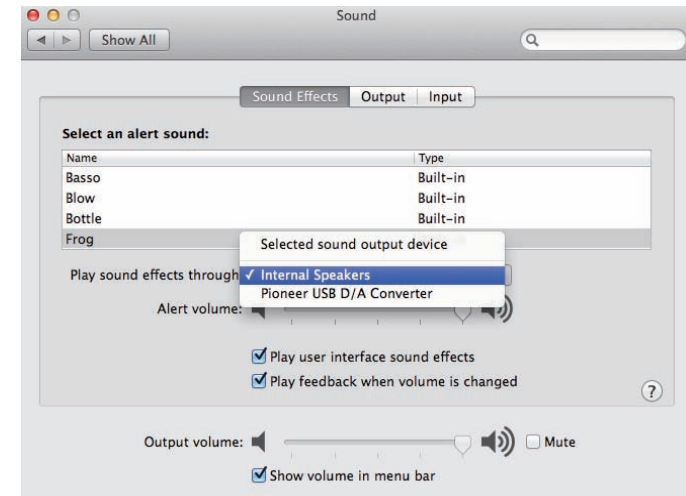 Sound
Show All
Sound Effects Output Input
Select an alert sound:
Name Type
Basso Built-in
Blow Built-in
Bottle Built-in
Frog
Selected sound output device
Play sound effects through ✓ Internal Speakers
Pioneer USB D/A Converter
Alert volume:
Play user interface sound effects
Play feedback when volume is changed
?
Output volume: Mute
Show volume in menu bar